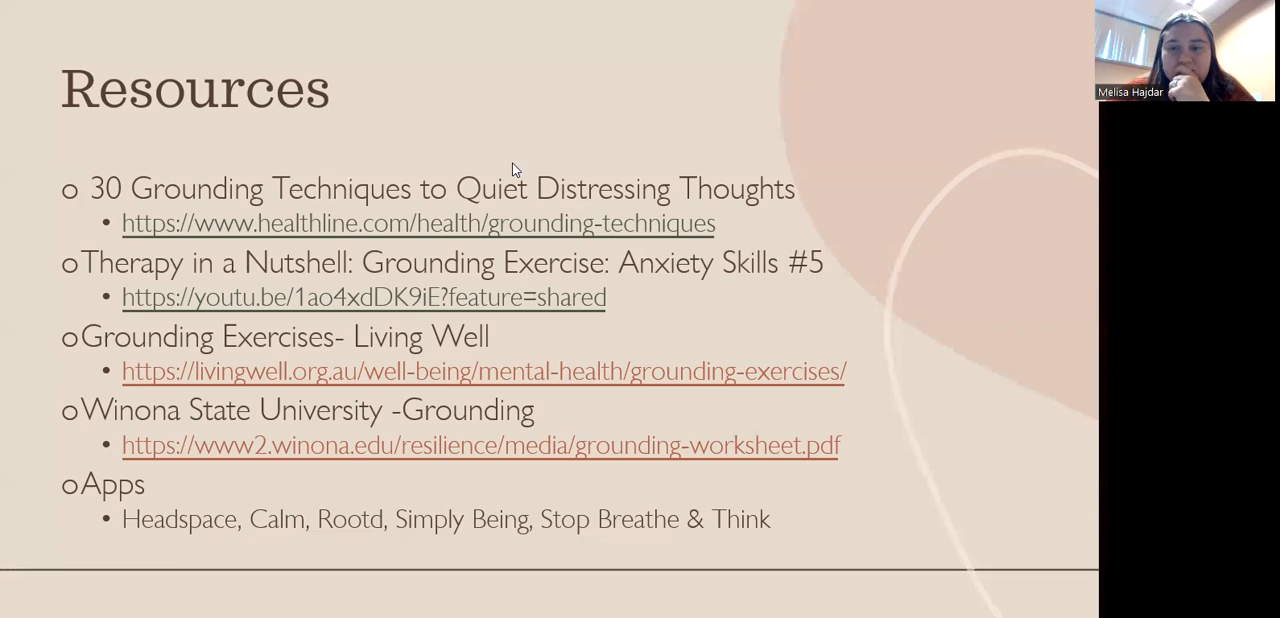 Resources
o 30 Grounding Techniques to Quiet Distressing Thoughts
• https://www.healthline.com/health/grounding-techniques
o Therapy in a Nutshell: Grounding Exercise: Anxiety Skills #5
• https://youtu.be/1ao4xdDK9iE?feature=shared
o Grounding Exercises- Living Well
• https://livingwell.org.au/well-being/mental-health/grounding-exercises/
o Winona State University -Grounding
• https://www2.winona.edu/resilience/media/grounding-worksheet.pdf
o Apps
• Headspace, Calm, Rootd, Simply Being, Stop Breathe & Think
Melisa Hajdar